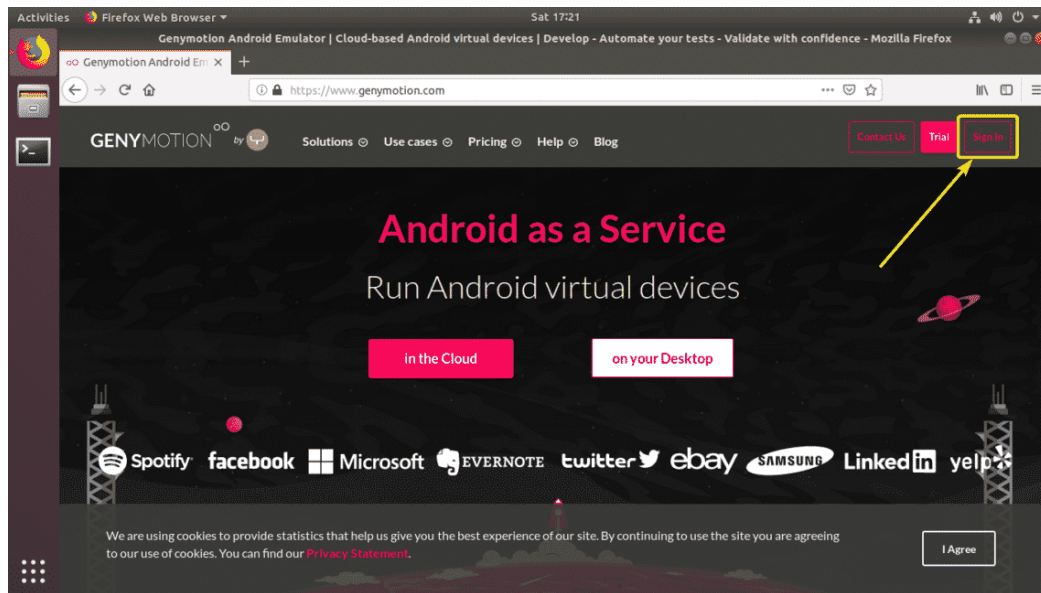 Activities Firefox Web Browser Sat 17:21
Genymotion Android Emulator | Cloud-based Android virtual devices | Develop - Automate your tests - Validate with confidence - Mozilla Firefox
Genymotion Android Em
https://www.genymotion.com
GENYMOTION by Solutions Use cases Pricing Help Blog Contact Us Trial Sign In
Android as a Service
Run Android virtual devices
in the Cloud on your Desktop
Spotify facebook Microsoft EVERNOTE twitter ebay SAMSUNG Linked in yelp
We are using cookies to provide statistics that help us give you the best experience of our site. By continuing to use the site you are agreeing
to our use of cookies. You can find our Privacy Statement.
I Agree